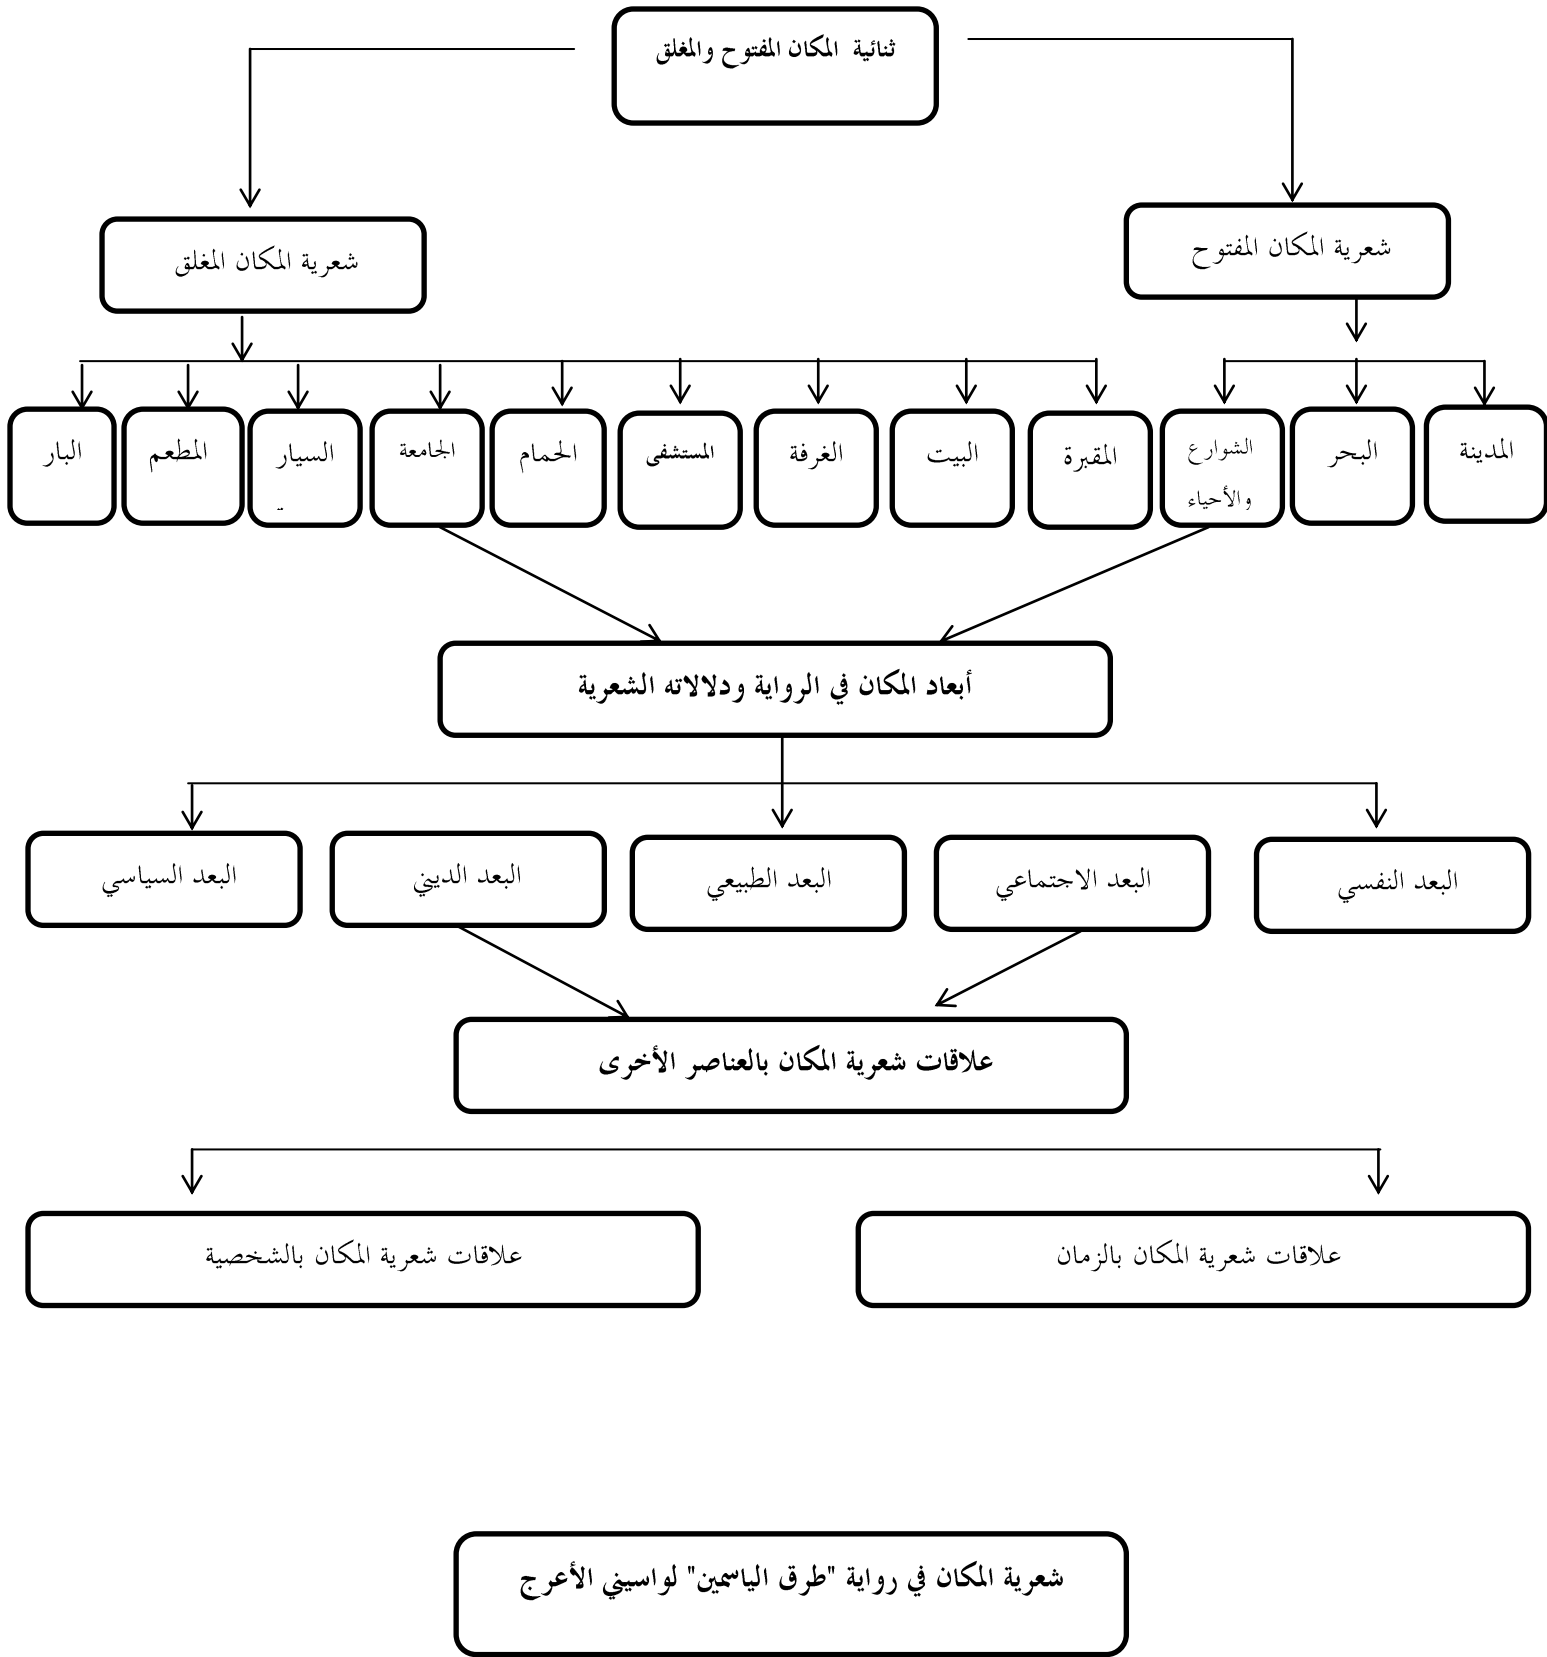 ثنائية المكان المفتوح والمغلق
شعرية المكان المفتوح
شعرية المكان المغلق
المدينة
البحر
الشوارع
والأحياء
المقبرة
البيت
الغرفة
المستشفى
الحمام
الجامعة
السيار
المطعم
البار
أبعاد المكان في الرواية ودلالاته الشعرية
البعد النفسي
البعد الاجتماعي
البعد الطبيعي
البعد الديني
البعد السياسي
علاقات شعرية المكان بالعناصر الأخرى
علاقات شعرية المكان بالزمان
علاقات شعرية المكان بالشخصية
شعرية المكان في رواية "طرق الياسمين" لواسيني الأعرج